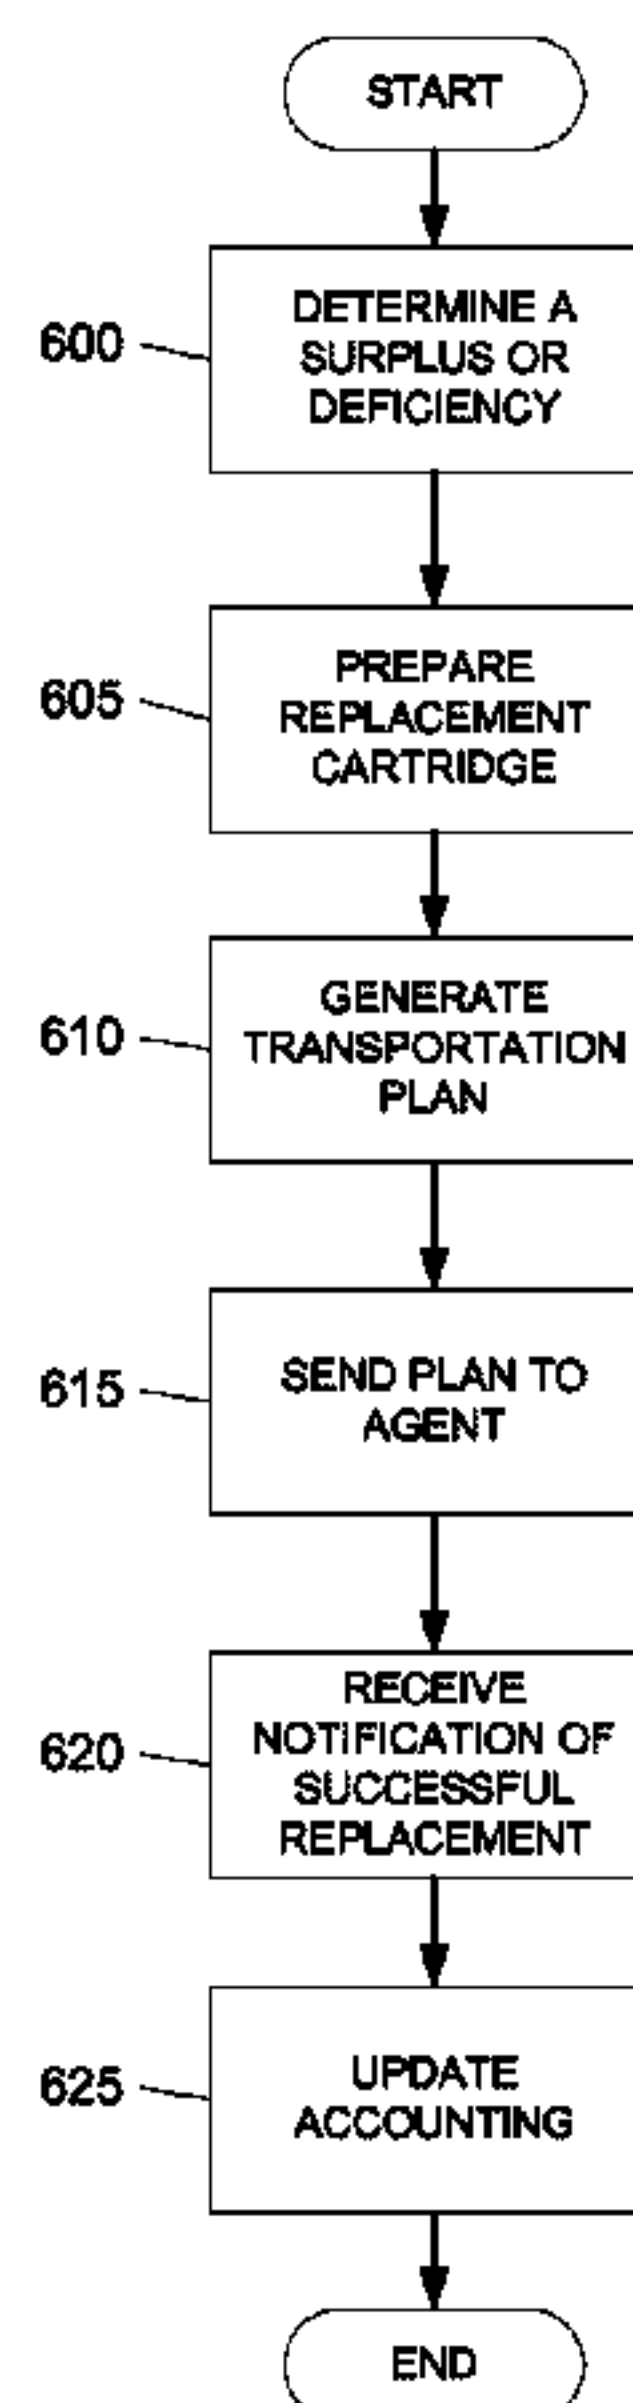 START
600
DETERMINE A
SURPLUS OR
DEFICIENCY
605
PREPARE
REPLACEMENT
CARTRIDGE
610
GENERATE
TRANSPORTATION
PLAN
615
SEND PLAN TO
AGENT
620
RECEIVE
NOTIFICATION OF
SUCCESSFUL
REPLACEMENT
625
UPDATE
ACCOUNTING
END